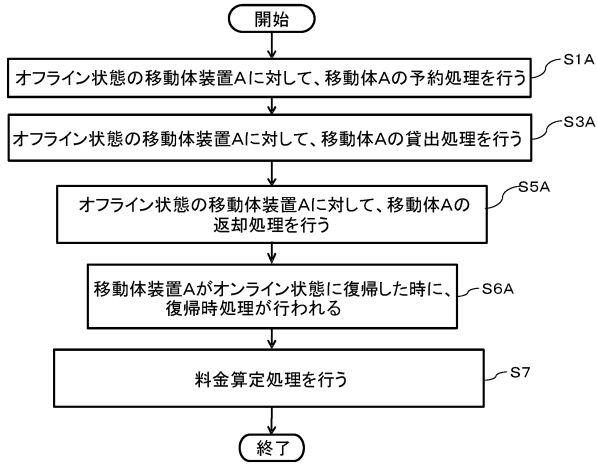 開始
オフライン状態の移動体装置Aに対して、移動体Aの予約処理を行う
S1A
オフライン状態の移動体装置Aに対して、移動体Aの貸出処理を行う
S3A
オフライン状態の移動体装置Aに対して、移動体Aの
返却処理を行う
S5A
移動体装置Aがオンライン状態に復帰した時に、
復帰時処理が行われる
S6A
料金算定処理を行う
S7
終了